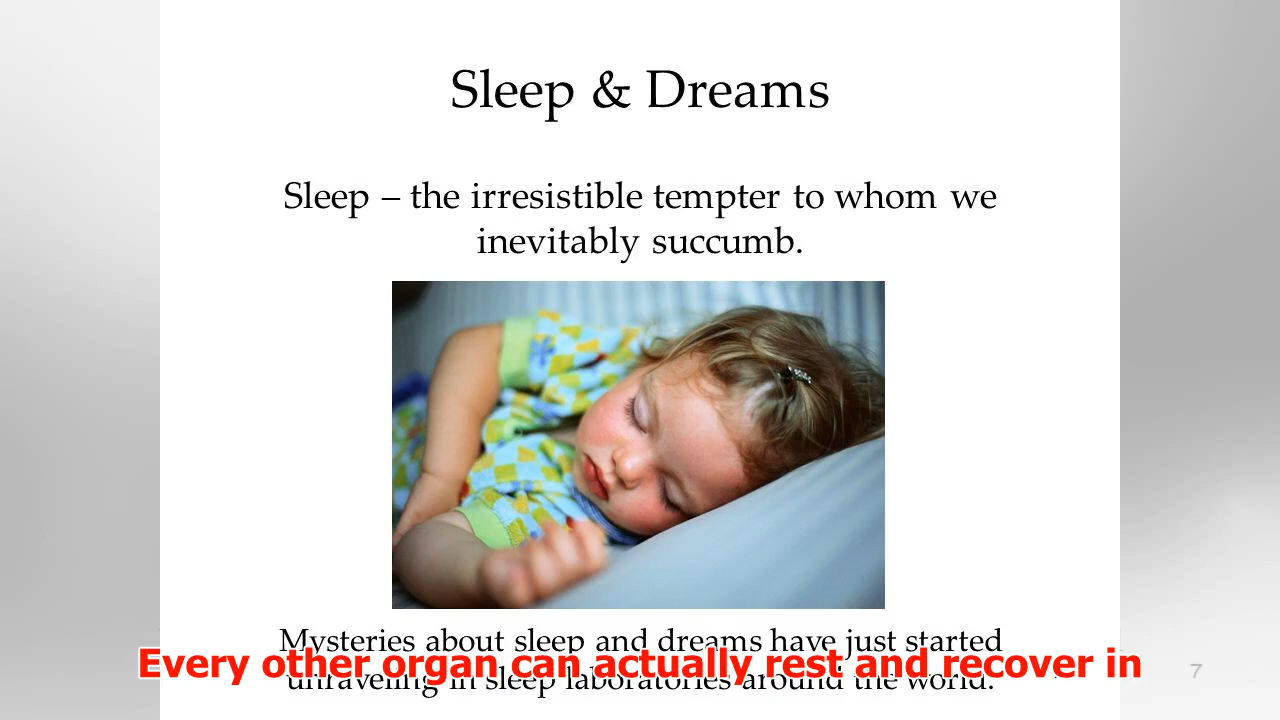 Sleep & Dreams
Sleep – the irresistible tempter to whom we
inevitably succumb.
Mysteries about sleep and dreams have just started
Every other organ can actually rest and recover in
unraveling in sleep laboratories around the world.
7